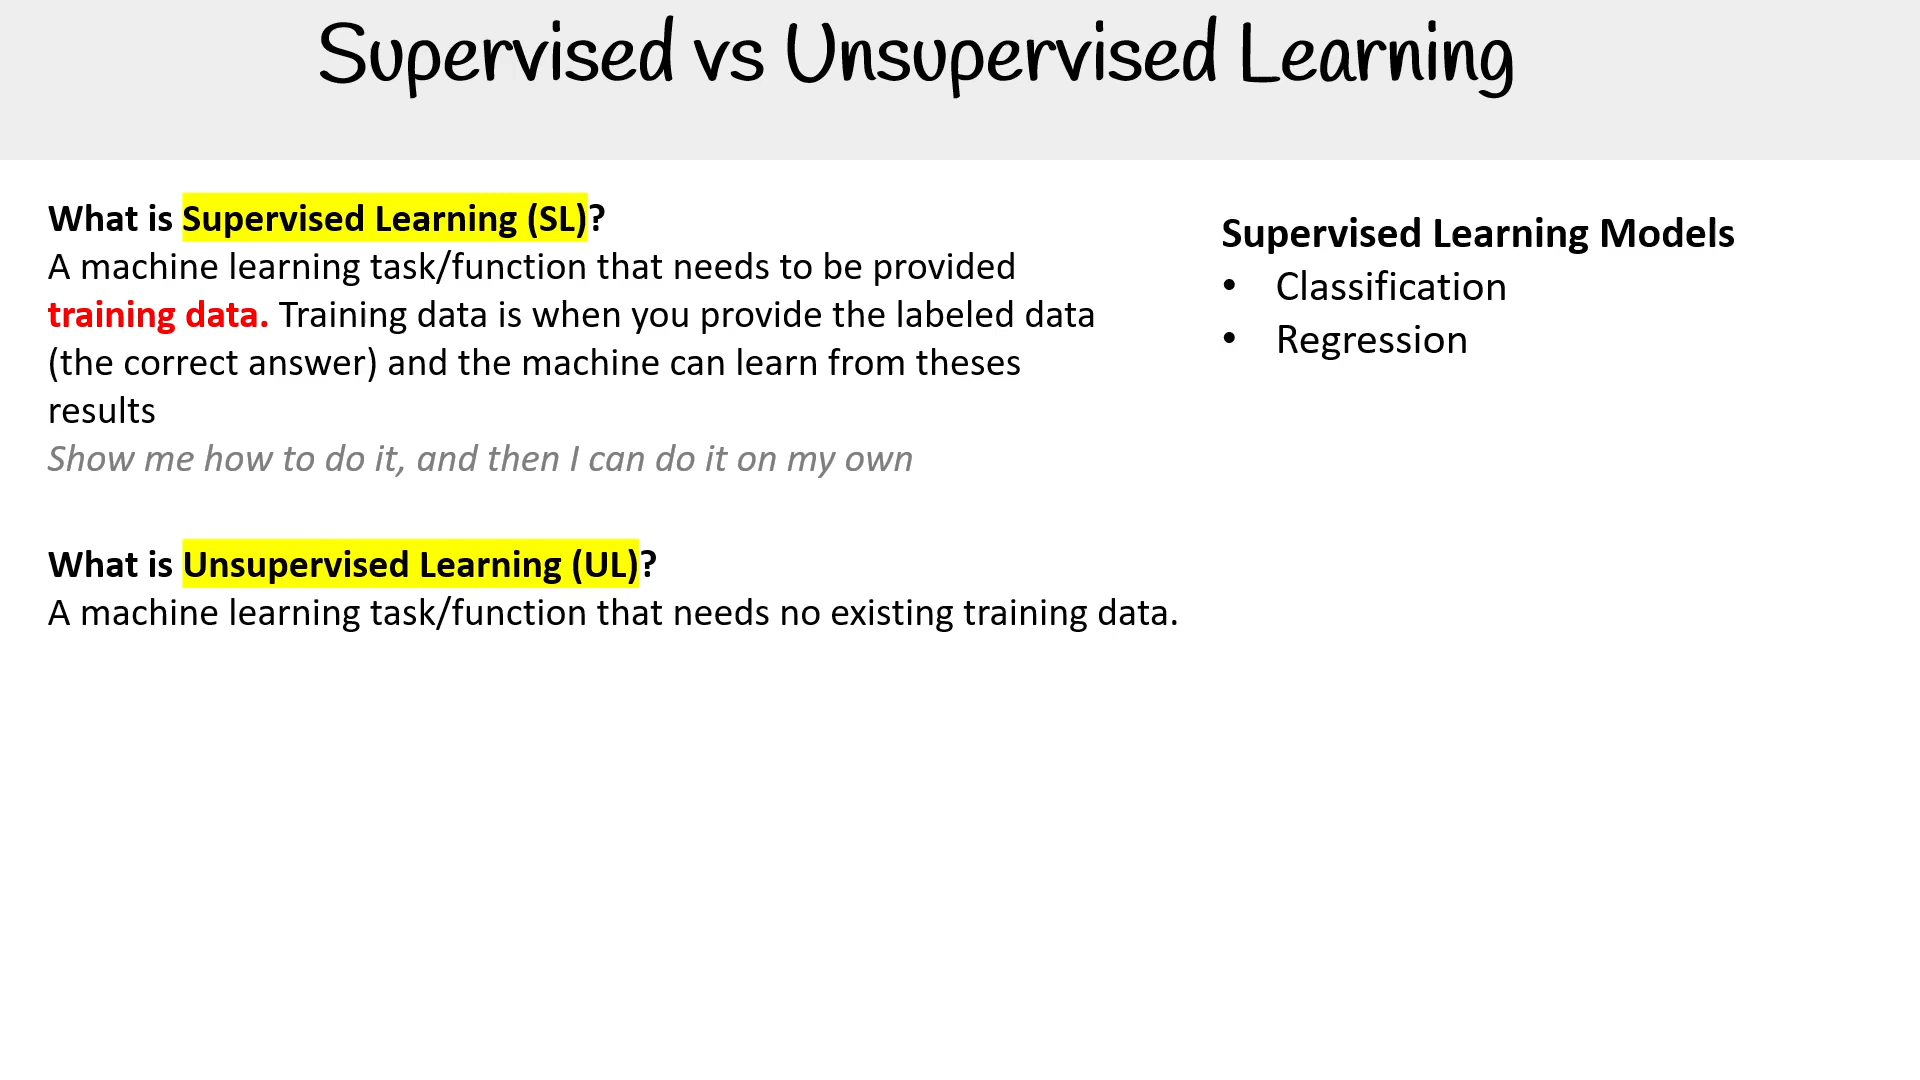 Supervised vs Unsupervised Learning
What is Supervised Learning (SL)?
A machine learning task/function that needs to be provided
training data. Training data is when you provide the labeled data
(the correct answer) and the machine can learn from theses
results
Show me how to do it, and then I can do it on my own
What is Unsupervised Learning (UL)?
A machine learning task/function that needs no existing training data.
Supervised Learning Models
• Classification
• Regression